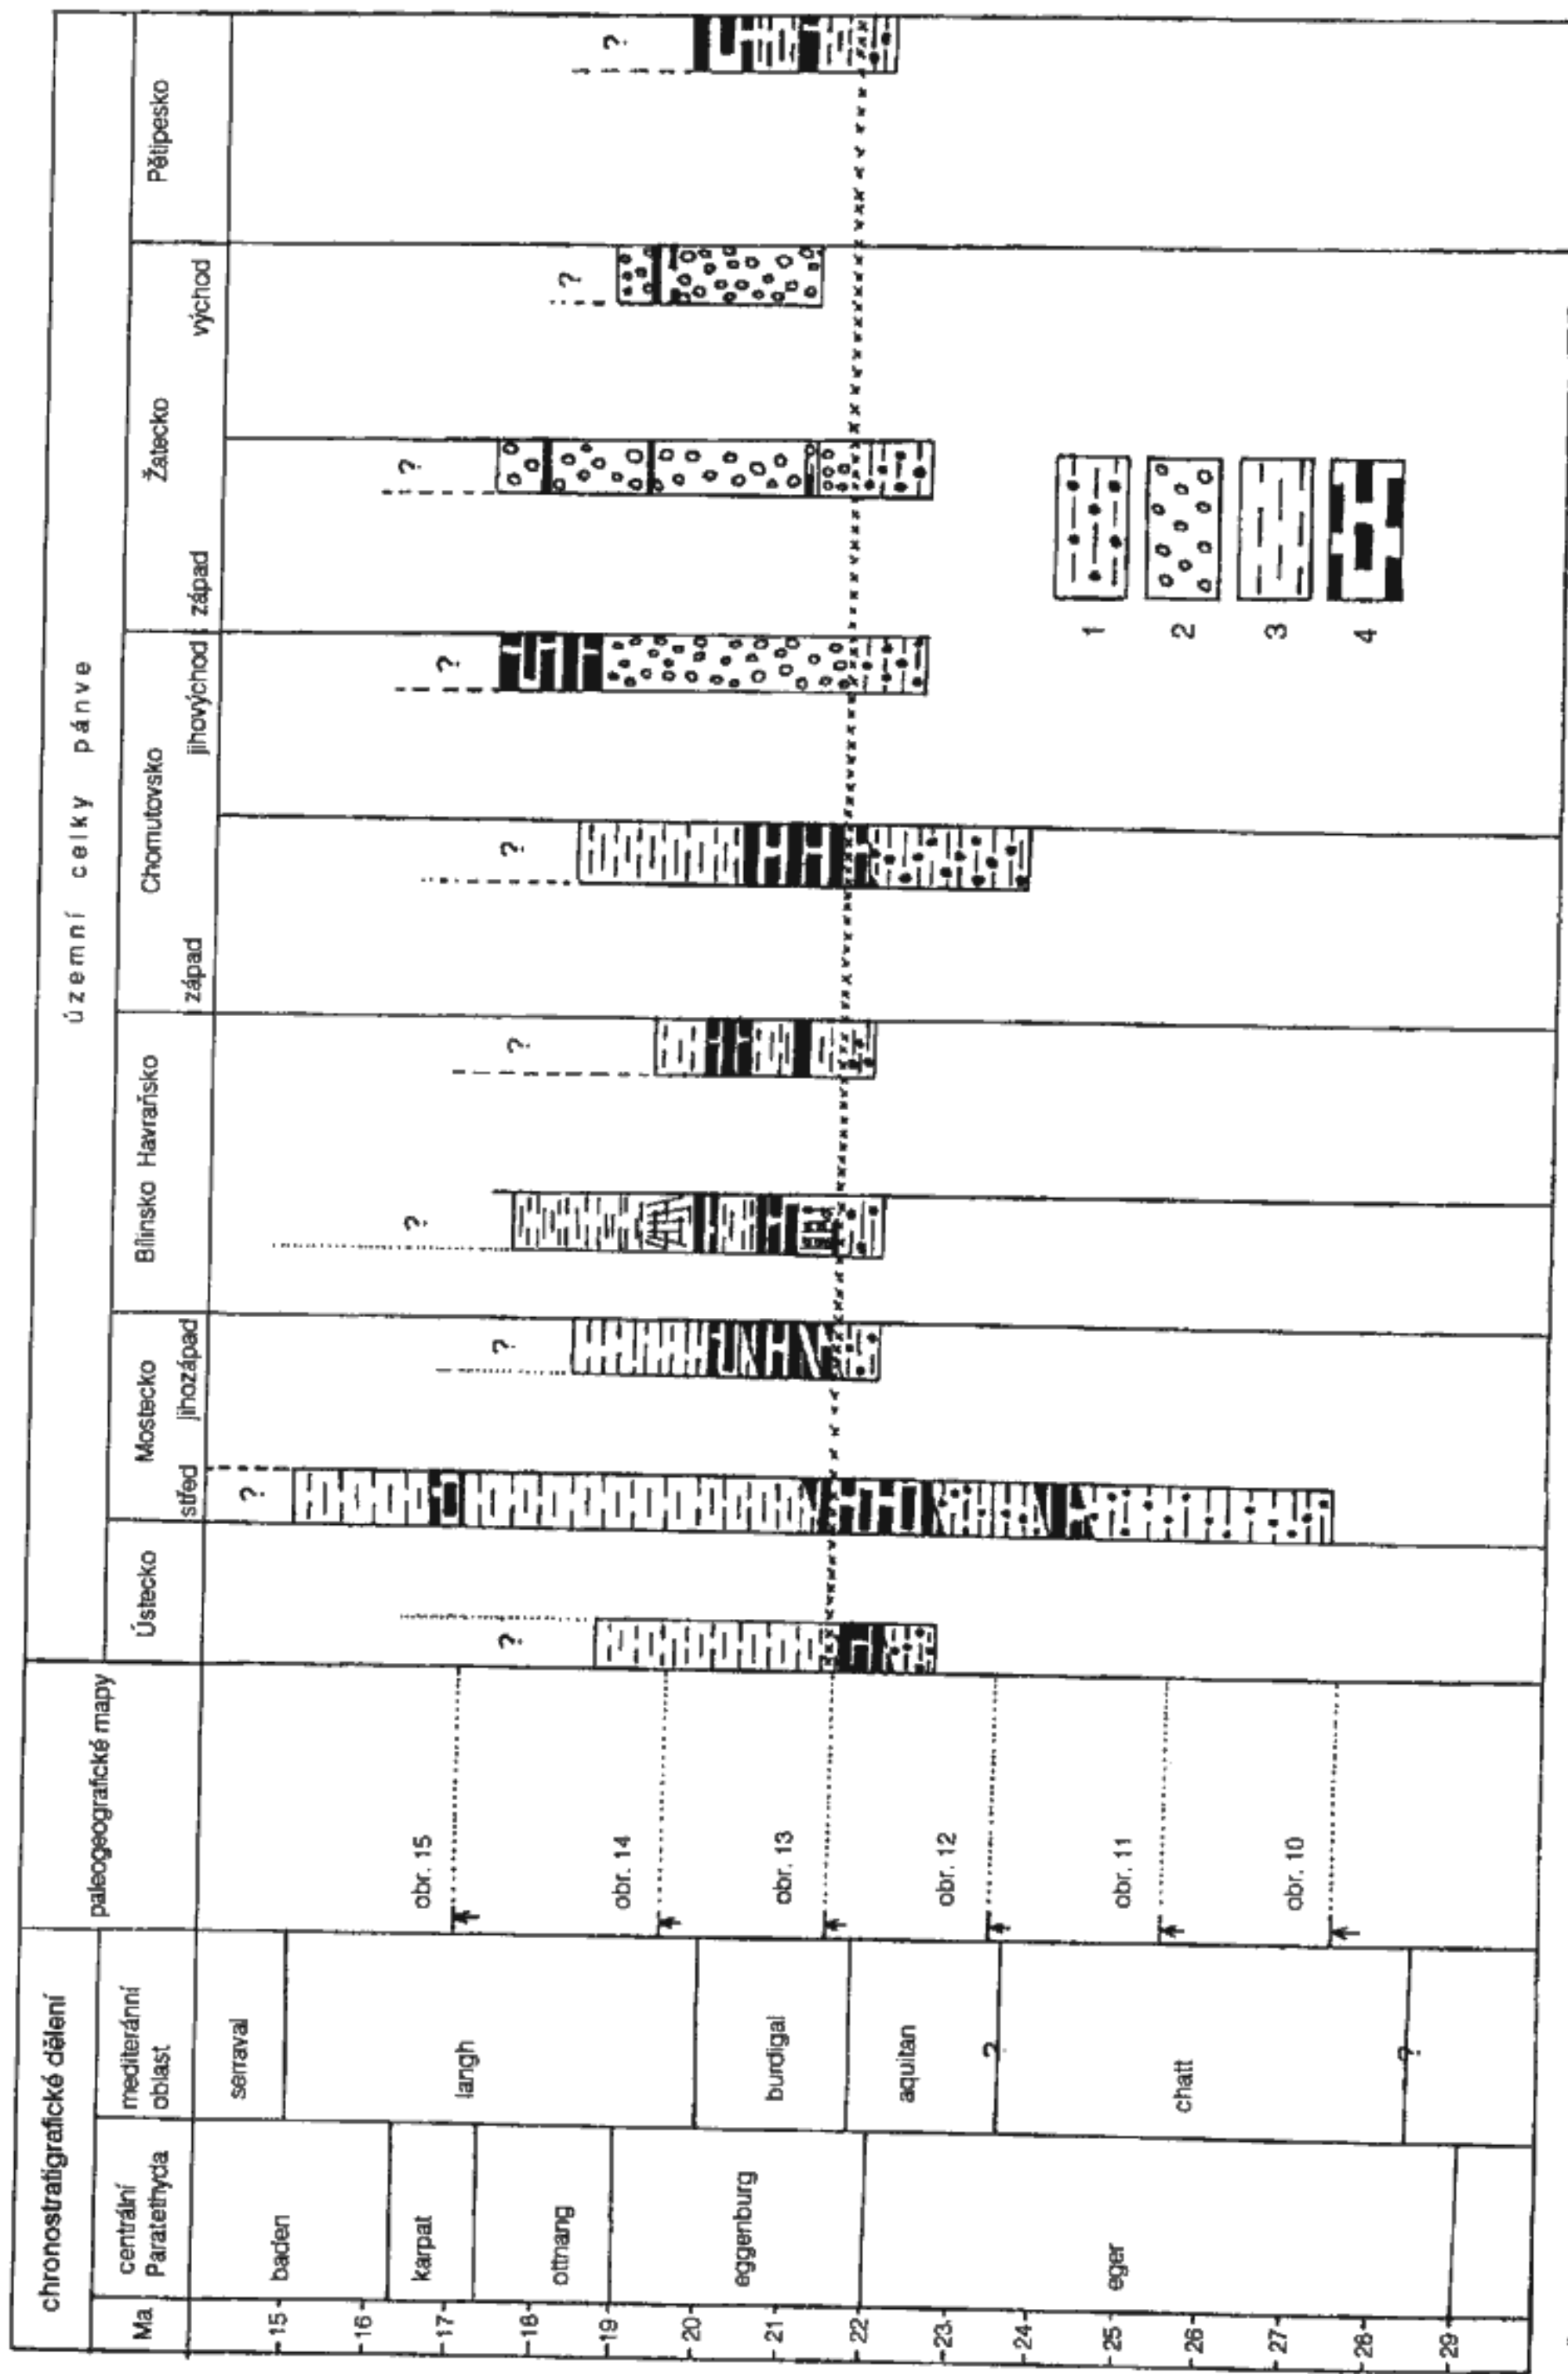 chronostratigrafické dělení
paleogeografické mapy
územní celky pánve
Ma
centrální
Paratethyda
mediteránní
oblast
Ústecko
Mostecko
Bílinsko
Havraňsko
Chomutovsko
Žatecko
Pětipesko
střed
jihozápad
západ
jihovýchod
západ
východ
15
16
17
18
19
20
21
22
23
24
25
26
27
28
29
baden
karpat
ottnang
eggenburg
eger
serraval
langh
burdigal
aquitan
?
chatt
?
obr. 15
obr. 14
obr. 13
obr. 12
obr. 11
obr. 10
?
?
?
?
?
?
?
?
?
?
1
2
3
4